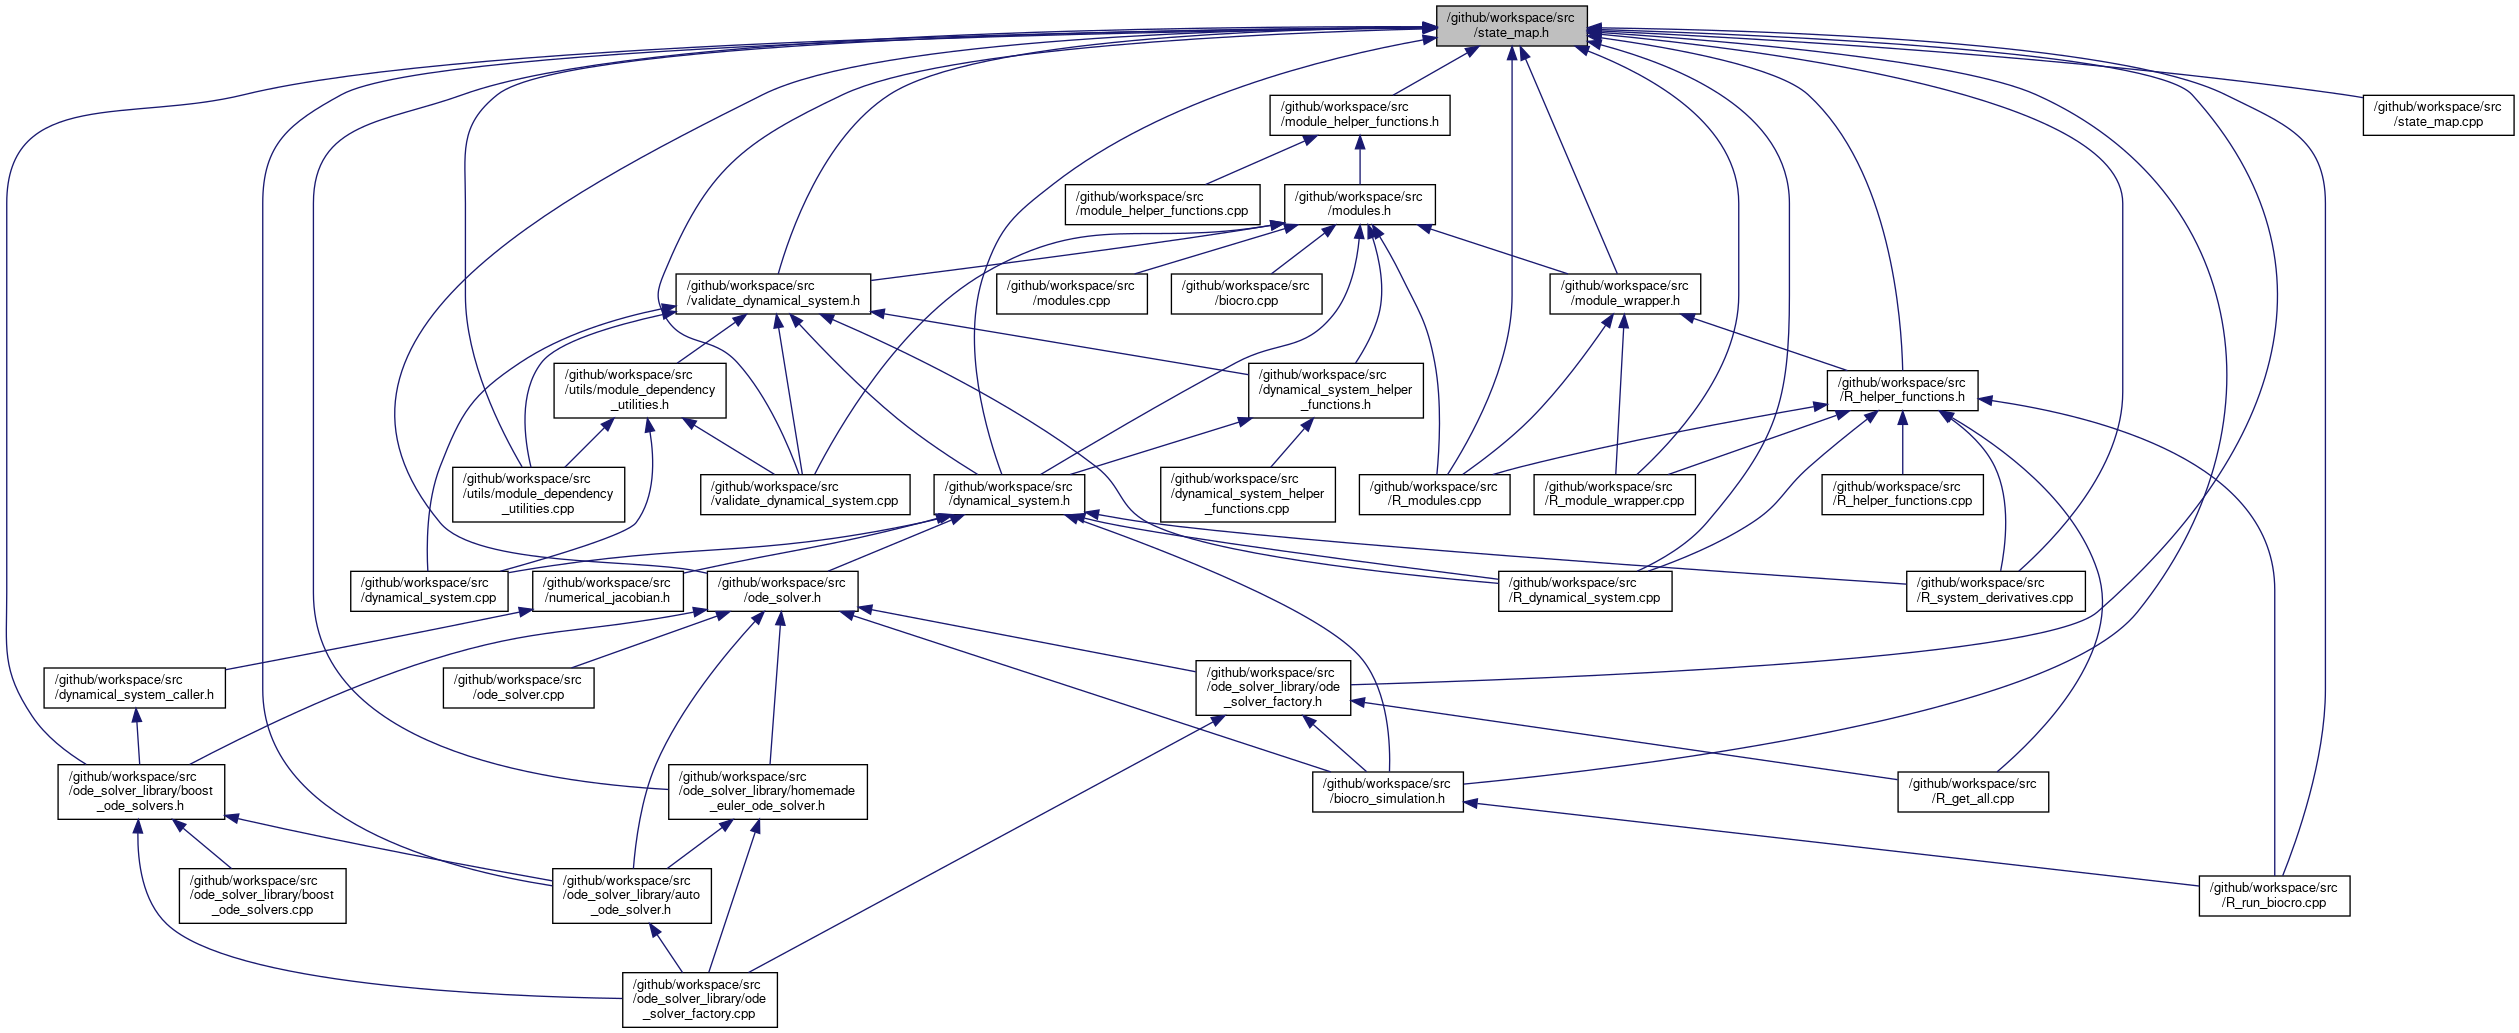 /github/workspace/src
/state_map.h
/github/workspace/src
/module_helper_functions.h
/github/workspace/src
/state_map.cpp
/github/workspace/src
/module_helper_functions.cpp
/github/workspace/src
/modules.h
/github/workspace/src
/validate_dynamical_system.h
/github/workspace/src
/modules.cpp
/github/workspace/src
/biocro.cpp
/github/workspace/src
/module_wrapper.h
/github/workspace/src
/utils/module_dependency
_utilities.h
/github/workspace/src
/dynamical_system_helper
_functions.h
/github/workspace/src
/R_helper_functions.h
/github/workspace/src
/utils/module_dependency
_utilities.cpp
/github/workspace/src
/validate_dynamical_system.cpp
/github/workspace/src
/dynamical_system.h
/github/workspace/src
/dynamical_system_helper
_functions.cpp
/github/workspace/src
/R_modules.cpp
/github/workspace/src
/R_module_wrapper.cpp
/github/workspace/src
/R_helper_functions.cpp
/github/workspace/src
/dynamical_system.cpp
/github/workspace/src
/numerical_jacobian.h
/github/workspace/src
/ode_solver.h
/github/workspace/src
/R_dynamical_system.cpp
/github/workspace/src
/R_system_derivatives.cpp
/github/workspace/src
/dynamical_system_caller.h
/github/workspace/src
/ode_solver.cpp
/github/workspace/src
/ode_solver_library/ode
_solver_factory.h
/github/workspace/src
/ode_solver_library/boost
_ode_solvers.h
/github/workspace/src
/ode_solver_library/homemade
_euler_ode_solver.h
/github/workspace/src
/biocro_simulation.h
/github/workspace/src
/R_get_all.cpp
/github/workspace/src
/ode_solver_library/boost
_ode_solvers.cpp
/github/workspace/src
/ode_solver_library/auto
_ode_solver.h
/github/workspace/src
/R_run_biocro.cpp
/github/workspace/src
/ode_solver_library/ode
_solver_factory.cpp